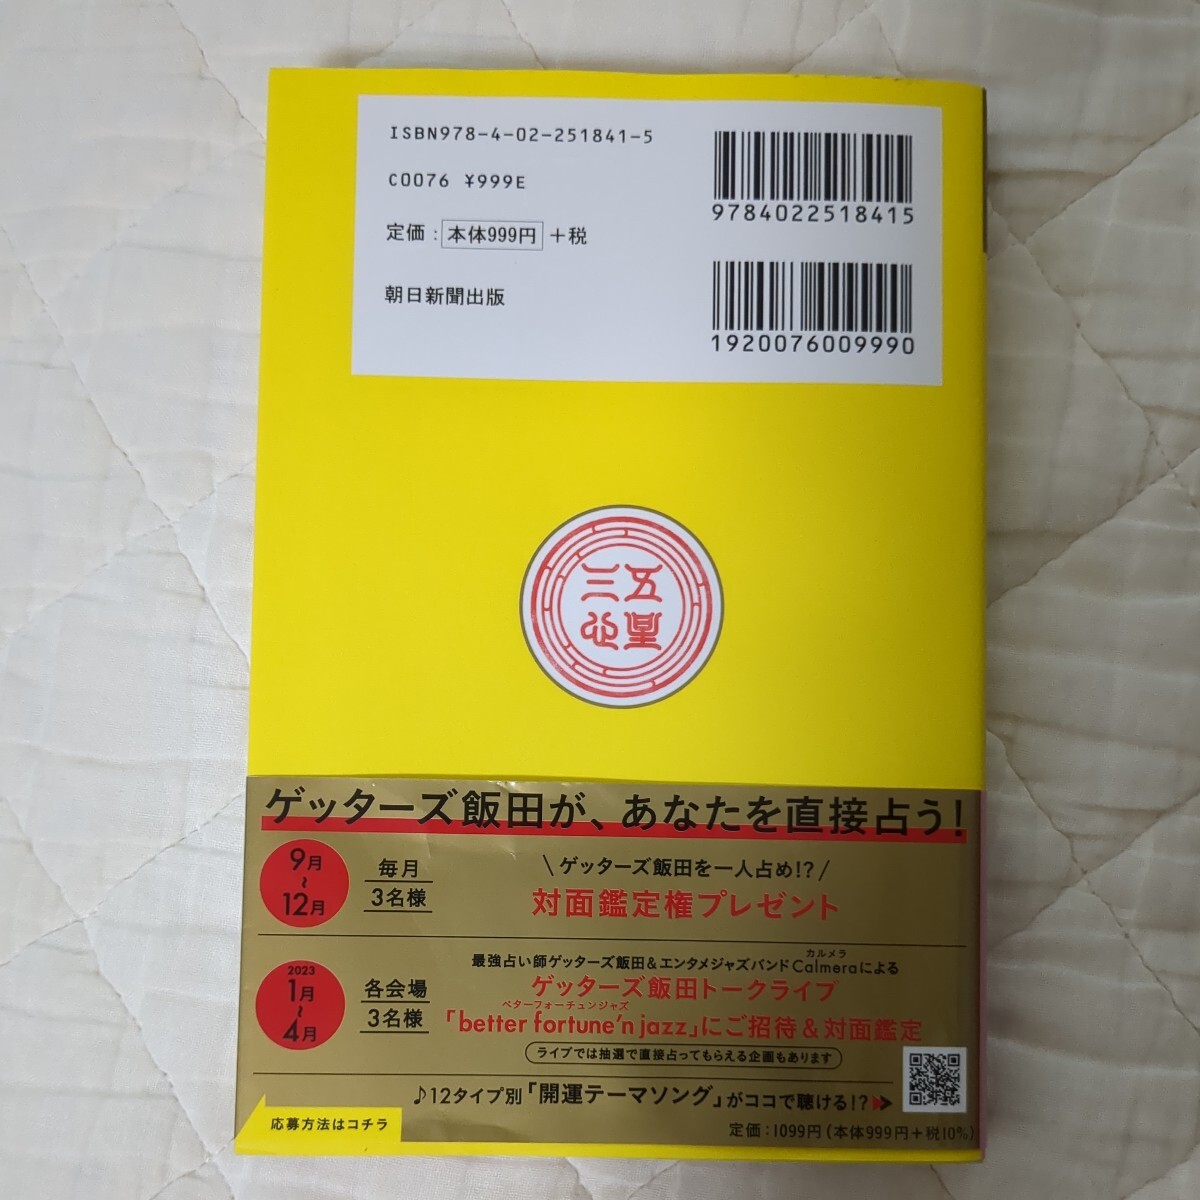 ISBN978-4-02-251841-5
C0076 ¥999E
定価：本体999円＋税
朝日新聞出版
9784022518415
1920076009990
五星
三心
ゲッターズ飯田が、あなたを直接占う！
9月～12月
毎月
3名様
\ゲッターズ飯田を一人占め!?/
対面鑑定権プレゼント
2023
1月～4月
各会場
3名様
カルメラ
最強占い師ゲッターズ飯田＆エンタメジャズバンドCalmeraによる
ゲッターズ飯田トークライブ
ベターフォーチュンジャズ
「better fortune'n jazz」にご招待＆対面鑑定
ライブでは抽選で直接占ってもらえる企画もあります
♪12タイプ別「開運テーマソング」がココで聴ける!?
応募方法はコチラ
定価：1099円（本体999円＋税10%）